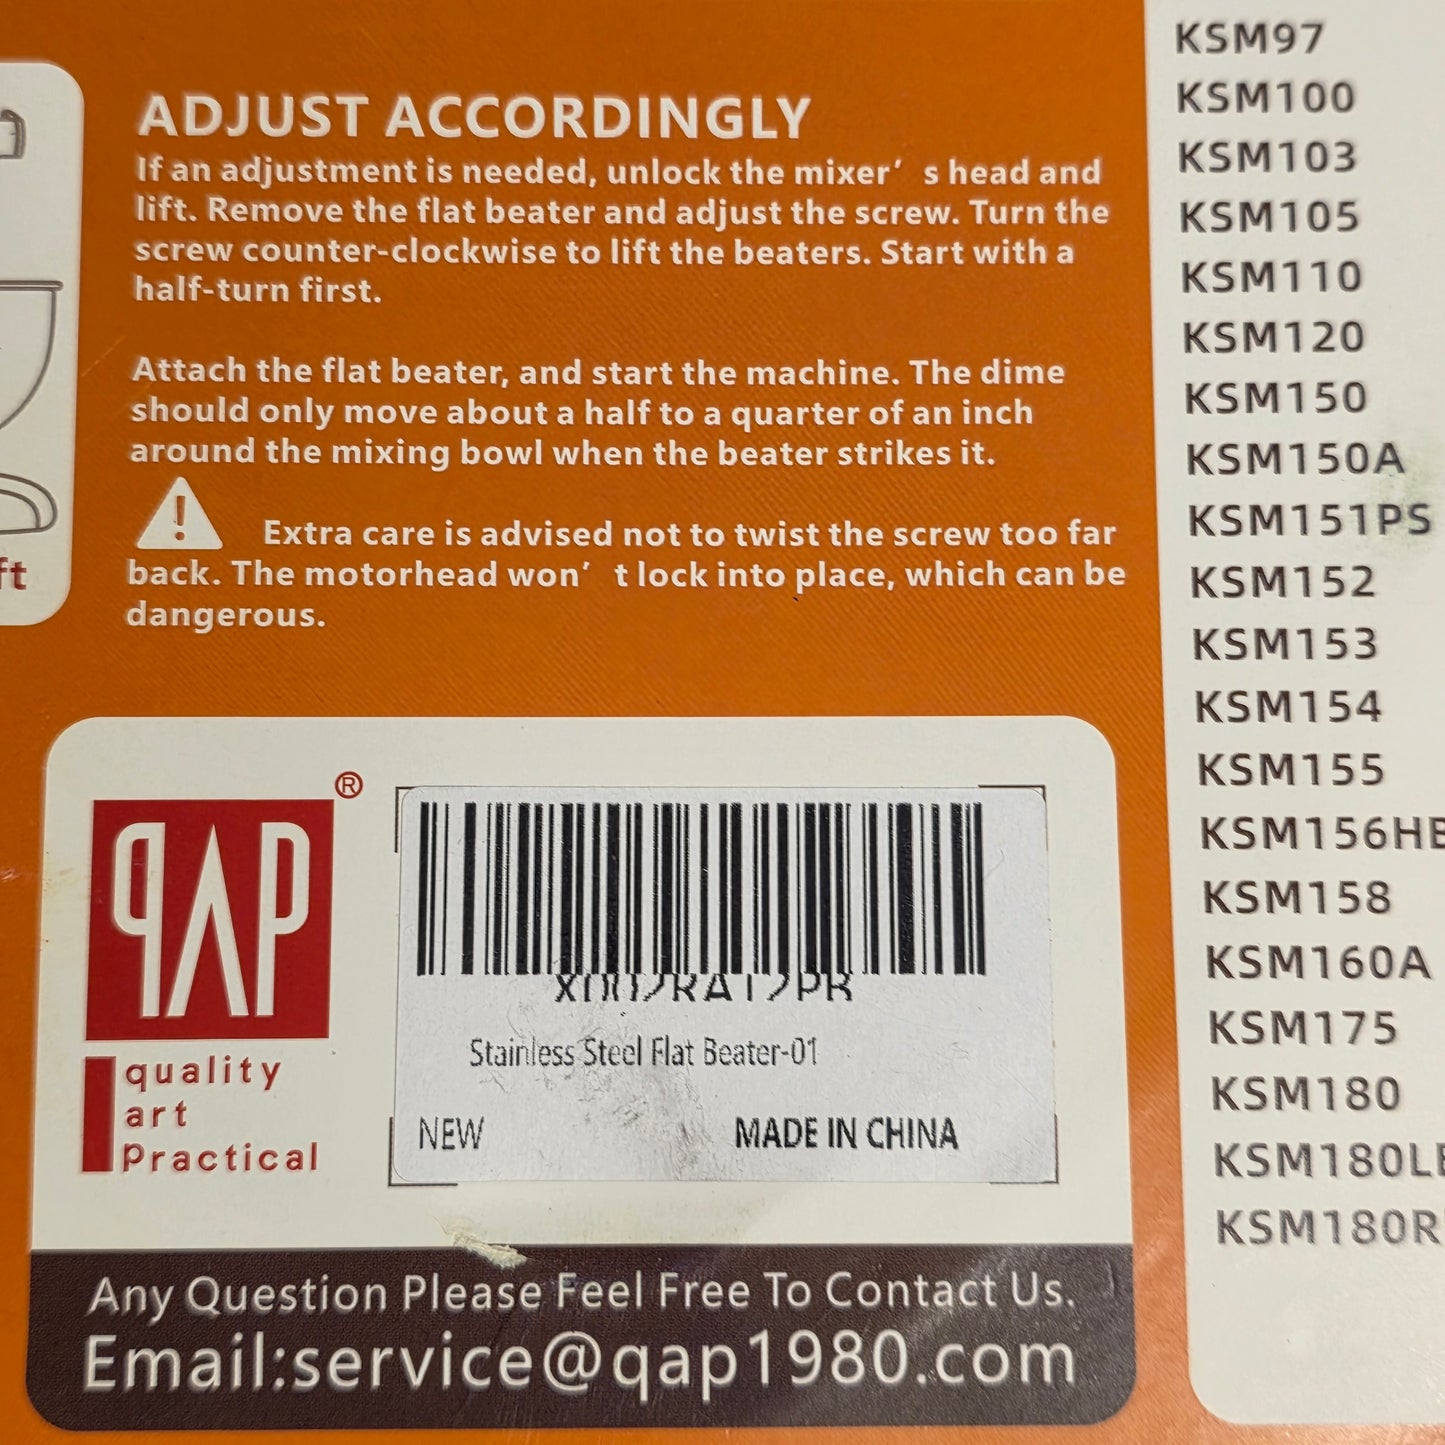 ft
ADJUST ACCORDINGLY
If an adjustment is needed, unlock the mixer’ s head and
lift. Remove the flat beater and adjust the screw. Turn the
screw counter-clockwise to lift the beaters. Start with a
half-turn first.
Attach the flat beater, and start the machine. The dime
should only move about a half to a quarter of an inch
around the mixing bowl when the beater strikes it.
! Extra care is advised not to twist the screw too far
back. The motorhead won’ t lock into place, which can be
dangerous.
QAP®
quality
art
practical
Stainless Steel Flat Beater-01
NEW MADE IN CHINA
Any Question Please Feel Free To Contact Us.
Email:service@qap1980.com
KSM97
KSM100
KSM103
KSM105
KSM110
KSM120
KSM150
KSM150A
KSM151PS
KSM152
KSM153
KSM154
KSM155
KSM156HB
KSM158
KSM160A
KSM175
KSM180
KSM180LE
KSM180R